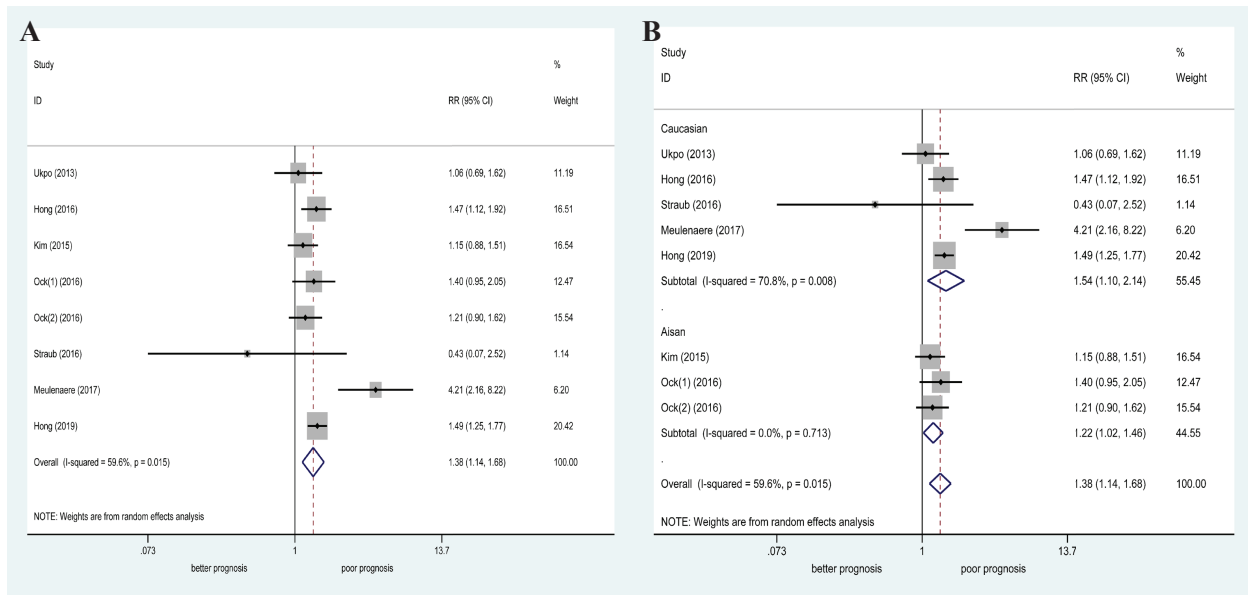 A
Study %
ID RR (95% CI) Weight
Ukpo (2013) 1.06 (0.69, 1.62) 11.19
Hong (2016) 1.47 (1.12, 1.92) 16.51
Kim (2015) 1.15 (0.88, 1.51) 16.54
Ock(1) (2016) 1.40 (0.95, 2.05) 12.47
Ock(2) (2016) 1.21 (0.90, 1.62) 15.54
Straub (2016) 0.43 (0.07, 2.52) 1.14
Meulenaere (2017) 4.21 (2.16, 8.22) 6.20
Hong (2019) 1.49 (1.25, 1.77) 20.42
Overall (I-squared = 59.6%, p = 0.015) 1.38 (1.14, 1.68) 100.00
NOTE: Weights are from random effects analysis
.073 1 13.7
better prognosis poor prognosis
B
Study %
ID RR (95% CI) Weight
Caucasian
Ukpo (2013) 1.06 (0.69, 1.62) 11.19
Hong (2016) 1.47 (1.12, 1.92) 16.51
Straub (2016) 0.43 (0.07, 2.52) 1.14
Meulenaere (2017) 4.21 (2.16, 8.22) 6.20
Hong (2019) 1.49 (1.25, 1.77) 20.42
Subtotal (I-squared = 70.8%, p = 0.008) 1.54 (1.10, 2.14) 55.45
.
Aisan
Kim (2015) 1.15 (0.88, 1.51) 16.54
Ock(1) (2016) 1.40 (0.95, 2.05) 12.47
Ock(2) (2016) 1.21 (0.90, 1.62) 15.54
Subtotal (I-squared = 0.0%, p = 0.713) 1.22 (1.02, 1.46) 44.55
.
Overall (I-squared = 59.6%, p = 0.015) 1.38 (1.14, 1.68) 100.00
NOTE: Weights are from random effects analysis
.073 1 13.7
better prognosis poor prognosis